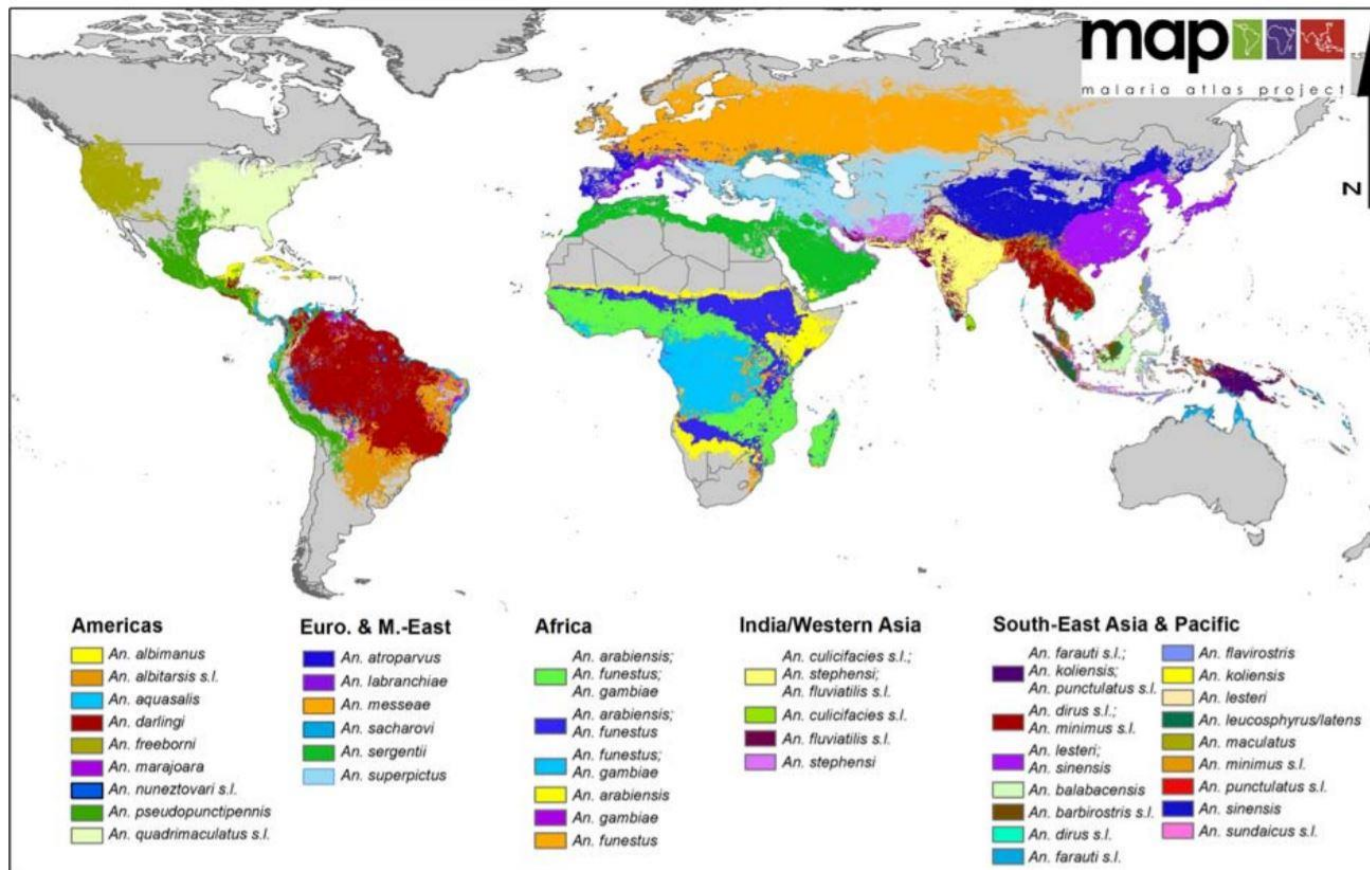 map
malaria atlas project
N
Americas
An. albimanus
An. albitarsis s.l.
An. aquasalis
An. darlingi
An. freeborni
An. marajoara
An. nuneztovari s.l.
An. pseudopunctipennis
An. quadrimaculatus s.l.
Euro. & M.-East
An. atroparvus
An. labranchiae
An. messeae
An. sacharovi
An. sergentii
An. superpictus
Africa
An. arabiensis;
An. funestus;
An. gambiae
An. arabiensis;
An. funestus
An. funestus;
An. gambiae
An. arabiensis
An. gambiae
An. funestus
India/Western Asia
An. culicifacies s.l.;
An. stephensi;
An. fluviatilis s.l.
An. culicifacies s.l.
An. fluviatilis s.l.
An. stephensi
South-East Asia & Pacific
An. farauti s.l.;
An. koliensis;
An. punctulatus s.l.
An. dirus s.l.;
An. minimus s.l.
An. lesteri;
An. sinensis
An. balabacensis
An. barbirostris s.l.
An. dirus s.l.
An. farauti s.l.
An. flavirostris
An. koliensis
An. lesteri
An. leucosphyrus/latens
An. maculatus
An. minimus s.l.
An. punctulatus s.l.
An. sinensis
An. sundaicus s.l.